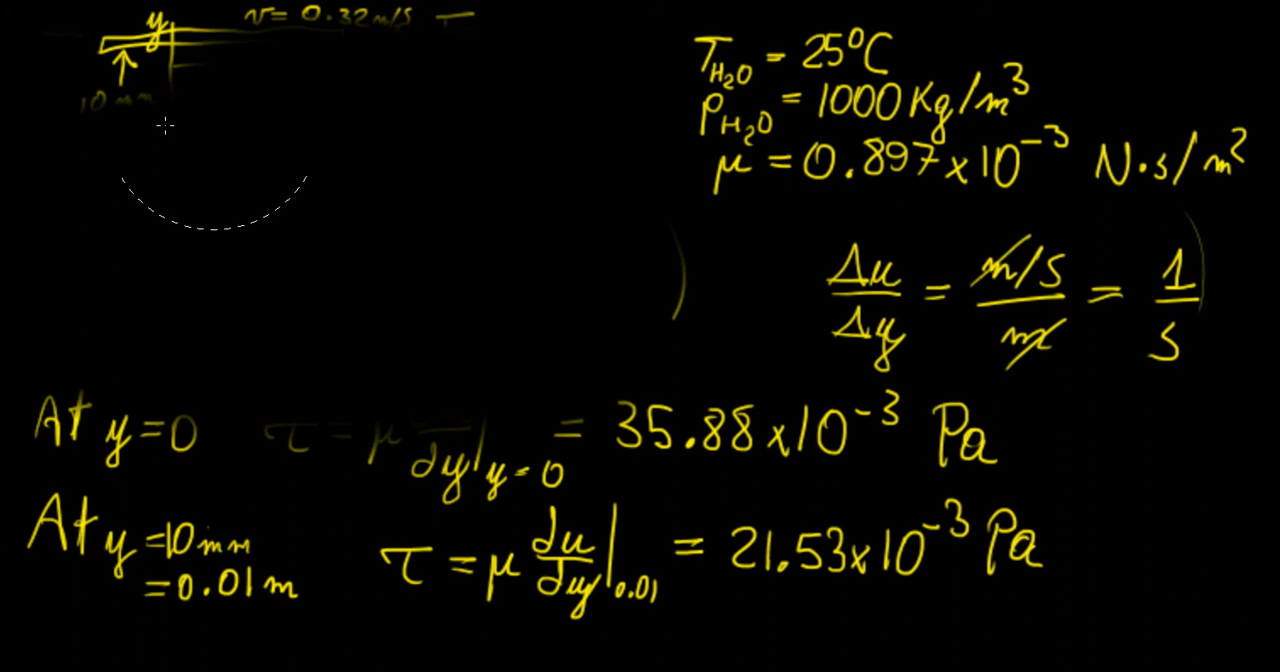 y
v = 0.32 m/s
10 mm
T_H₂O = 25°C
ρ_H₂O = 1000 Kg/m³
μ = 0.897 x 10⁻³ N·s/m²
Δu/Δy = m/s / m = 1/s
At y = 0 τ = μ ∂y|y=0 = 35.88 x 10⁻³ Pa
At y = 10 mm τ = μ ∂u/∂y|0.01 = 21.53 x 10⁻³ Pa
= 0.01 m